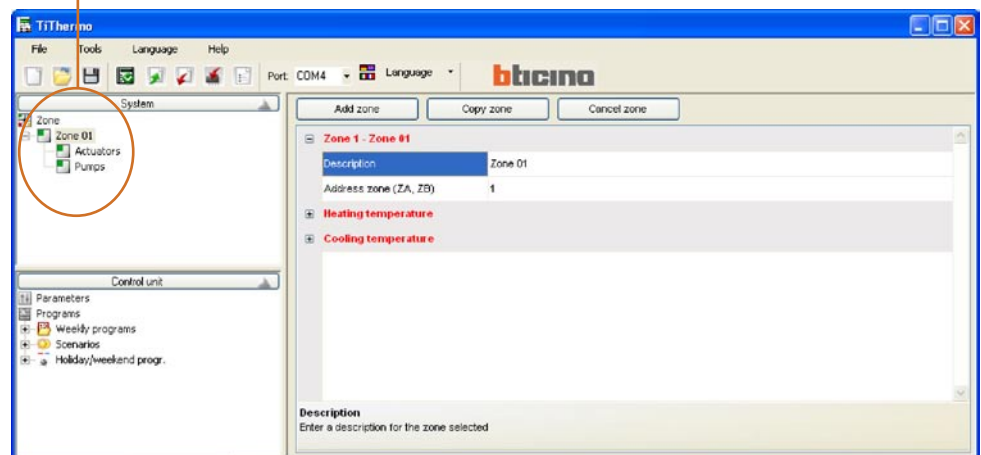 TiThermo
File Tools Language Help
Port: COM4 Language bticino
System
Zone
Zone 01
Actuators
Pumps
Control unit
Parameters
Programs
Weekly programs
Scenarios
Holiday/weekend progr.
Add zone Copy zone Cancel zone
Zone 1 - Zone 01
Description Zone 01
Address zone (ZA, ZB) 1
Heating temperature
Cooling temperature
Description
Enter a description for the zone selected